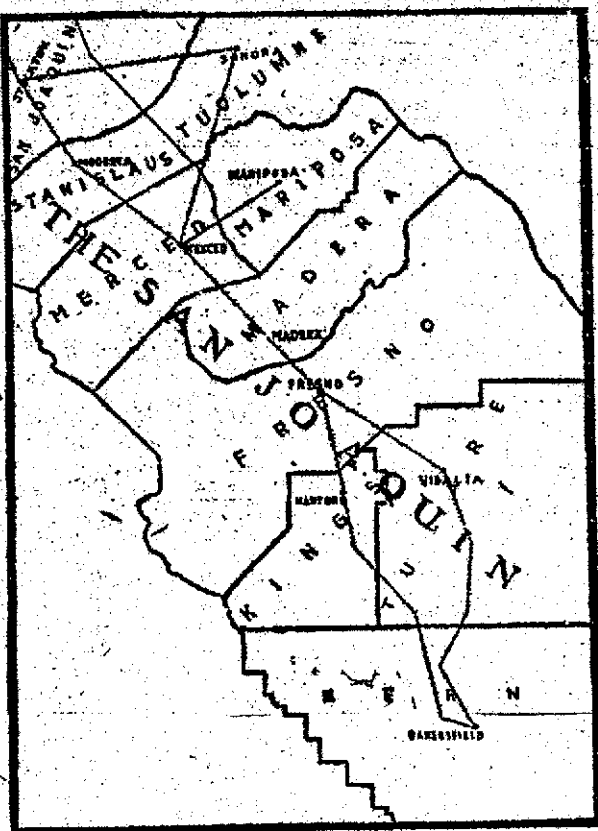 STOCKTON
SAN JOAQUIN
SONORA
TUOLUMNE
MODESTO
STANISLAUS
MARIPOSA
MARIPOSA
THE SAN JOAQUIN
MERCED
MERCED
MADERA
MADERA
FRESNO
FRESNO
VISALIA
TULARE
HANFORD
KINGS
KERN
BAKERSFIELD